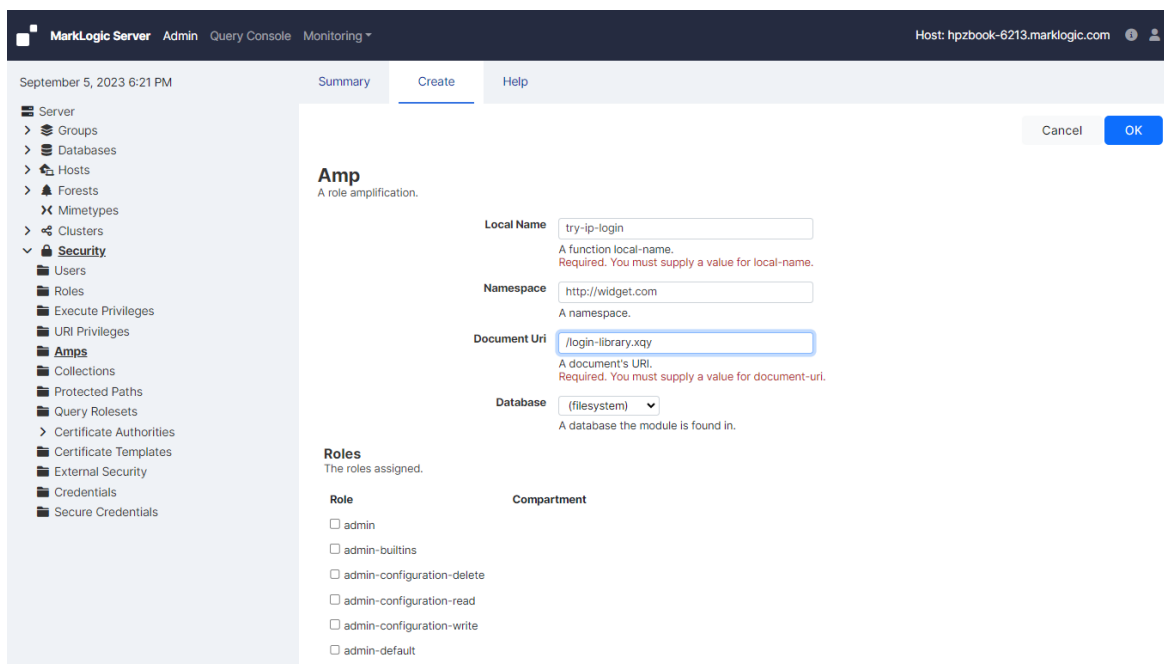 MarkLogic Server Admin Query Console Monitoring Host: hpzbook-6213.marklogic.com
September 5, 2023 6:21 PM
Summary Create Help
Server
Groups
Databases
Hosts
Forests
Mimetypes
Clusters
Security
Users
Roles
Execute Privileges
URI Privileges
Amps
Collections
Protected Paths
Query Rolesets
Certificate Authorities
Certificate Templates
External Security
Credentials
Secure Credentials
Cancel OK
Amp
A role amplification.
Local Name try-ip-login
A function local-name.
Required. You must supply a value for local-name.
Namespace http://widget.com
A namespace.
Document Uri /login-library.xqy
A document's URI.
Required. You must supply a value for document-uri.
Database (filesystem)
A database the module is found in.
Roles
The roles assigned.
Role Compartment
admin
admin-builtins
admin-configuration-delete
admin-configuration-read
admin-configuration-write
admin-default